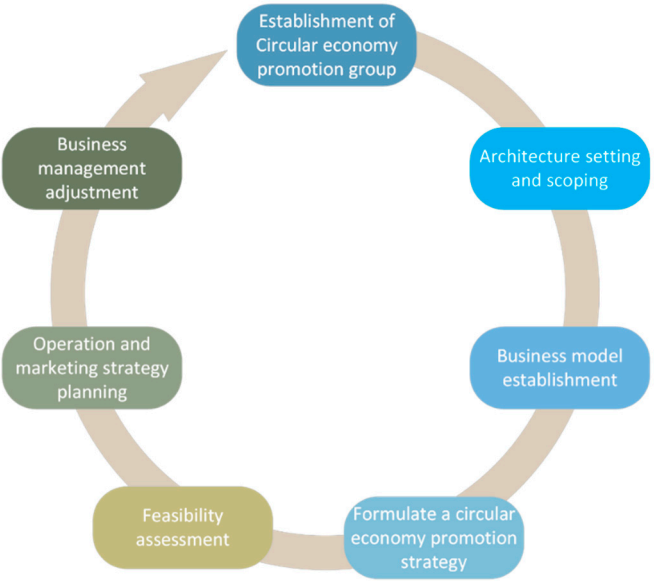 Establishment of
Circular economy
promotion group
Architecture setting
and scoping
Business model
establishment
Formulate a circular
economy promotion
strategy
Feasibility
assessment
Operation and
marketing strategy
planning
Business
management
adjustment